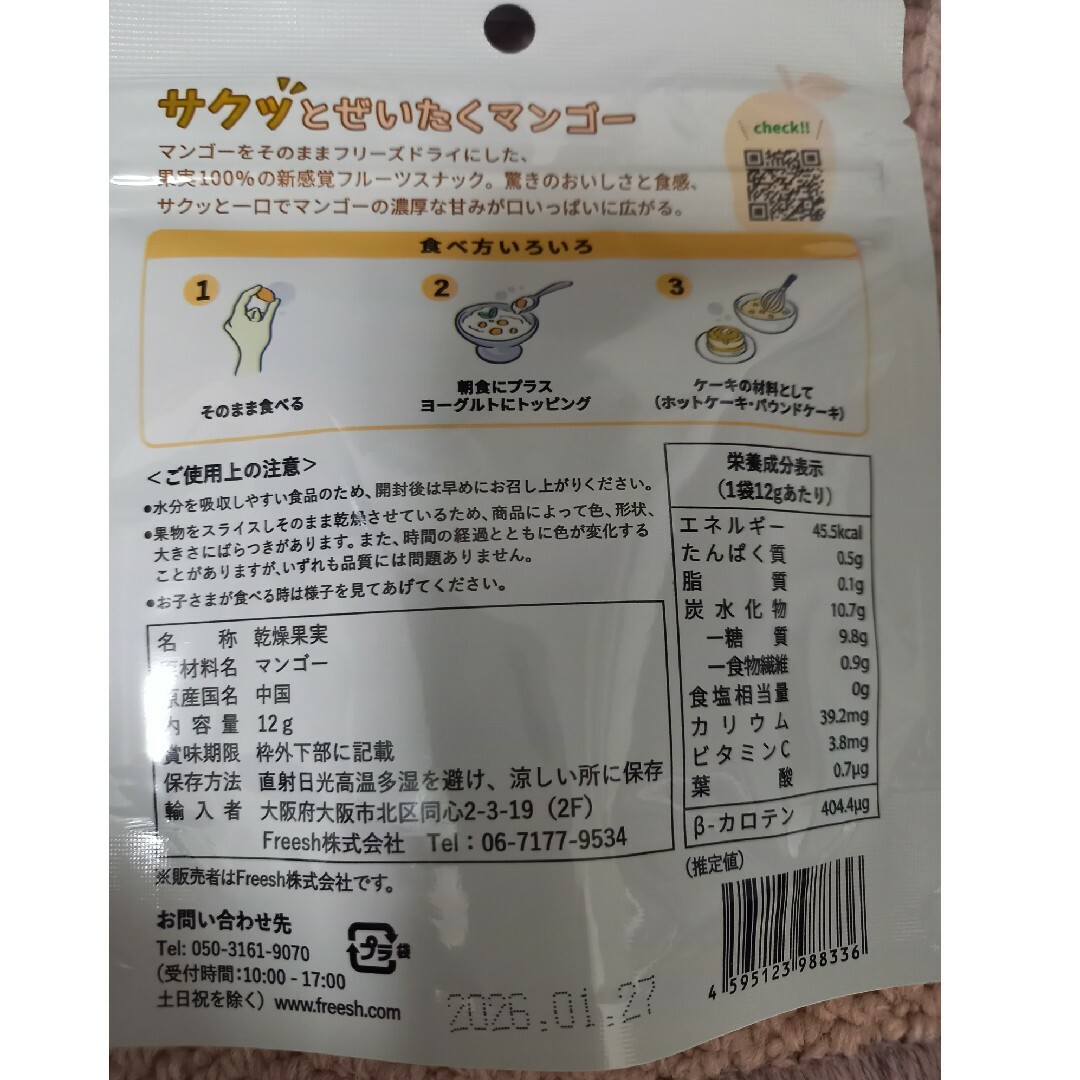 サクッとぜいたくマンゴー
マンゴーをそのままフリーズドライにした、
果実100%の新感覚フルーツスナック。驚きのおいしさと食感、
サクッと一口でマンゴーの濃厚な甘みが口いっぱいに広がる。
check!!
食べ方いろいろ
1
そのまま食べる
2
朝食にプラス
ヨーグルトにトッピング
3
ケーキの材料として
(ホットケーキ・パウンドケーキ)
＜ご使用上の注意＞
●水分を吸収しやすい食品のため、開封後は早めにお召し上がりください。
●果物をスライスしそのまま乾燥させているため、商品によって色、形状、
大きさにばらつきがあります。また、時間の経過とともに色が変化する
ことがありますが、いずれも品質には問題ありません。
●お子さまが食べる時は様子を見てあげてください。
名称 乾燥果実
原材料名 マンゴー
原産国名 中国
内容量 12g
賞味期限 枠外下部に記載
保存方法 直射日光高温多湿を避け、涼しい所に保存
輸入者 大阪府大阪市北区同心2-3-19（2F）
Freesh株式会社 Tel：06-7177-9534
※販売者はFreesh株式会社です。
お問い合わせ先
Tel: 050-3161-9070
(受付時間：10:00 - 17:00
土日祝を除く) www.freesh.com
プラ
袋
2026.01.27
栄養成分表示
(1袋12gあたり)
エネルギー 45.5kcal
たんぱく質 0.5g
脂質 0.1g
炭水化物 10.7g
ー糖質 9.8g
ー食物繊維 0.9g
食塩相当量 0g
カリウム 39.2mg
ビタミンC 3.8mg
葉酸 0.7μg
β-カロテン 404.4μg
(推定値)
4 595123 988336